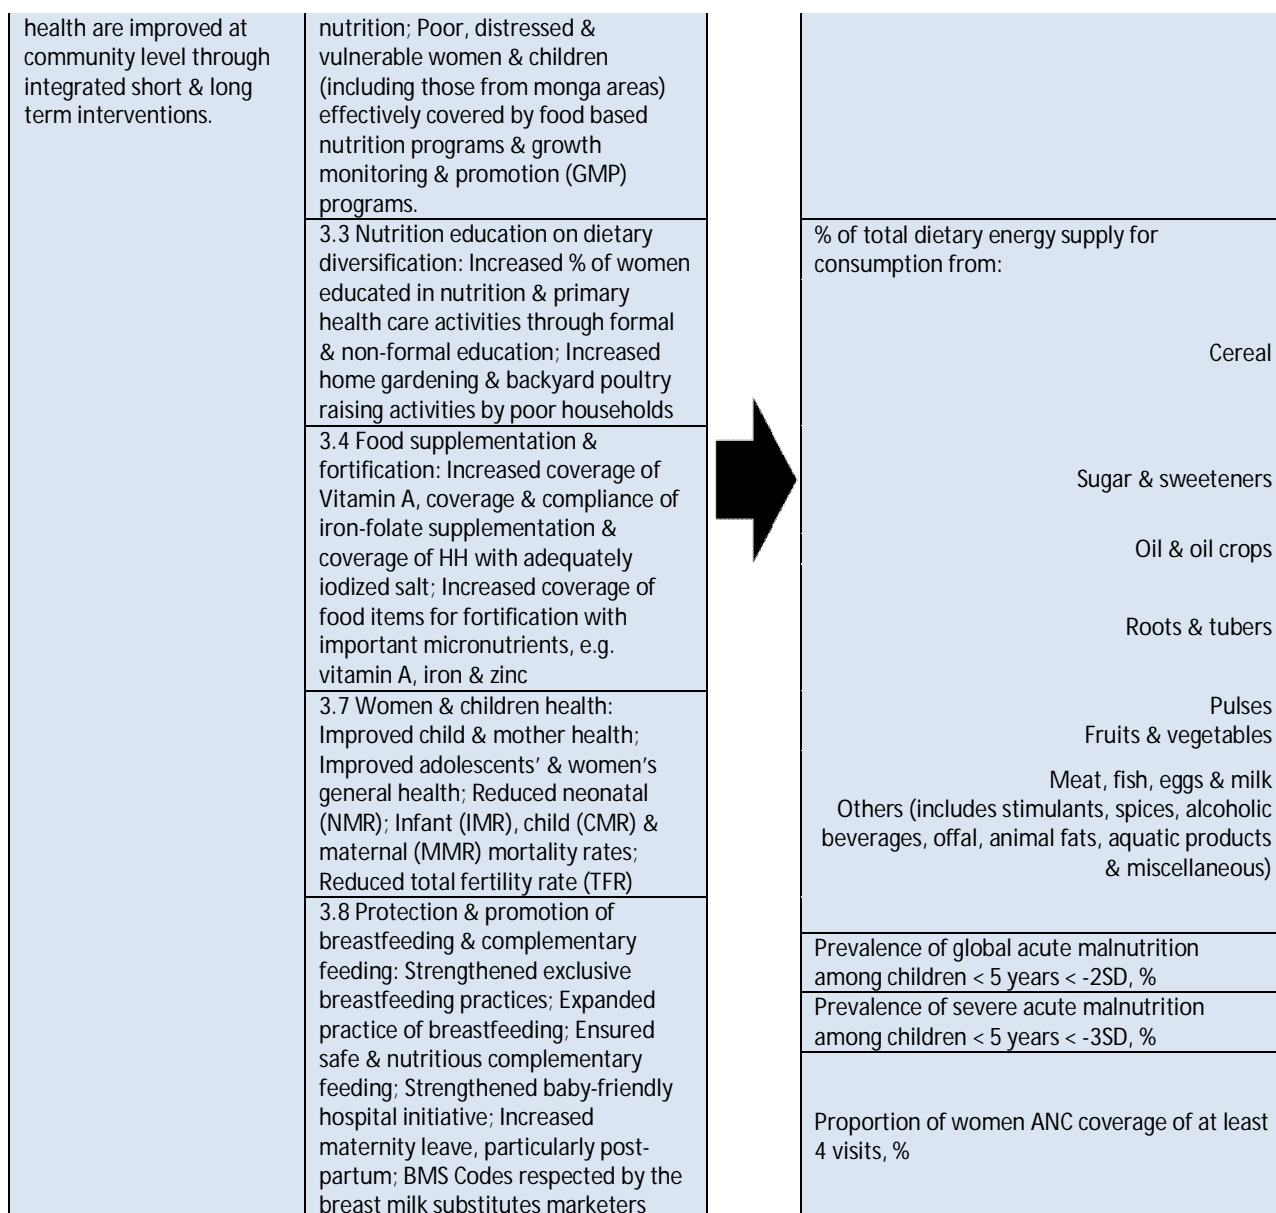 health are improved at
community level through
integrated short & long
term interventions.
nutrition; Poor, distressed &
vulnerable women & children
(including those from monga areas)
effectively covered by food based
nutrition programs & growth
monitoring & promotion (GMP)
programs.
3.3 Nutrition education on dietary
diversification: Increased % of women
educated in nutrition & primary
health care activities through formal
& non-formal education; Increased
home gardening & backyard poultry
raising activities by poor households
3.4 Food supplementation &
fortification: Increased coverage of
Vitamin A, coverage & compliance of
iron-folate supplementation &
coverage of HH with adequately
iodized salt; Increased coverage of
food items for fortification with
important micronutrients, e.g.
vitamin A, iron & zinc
3.7 Women & children health:
Improved child & mother health;
Improved adolescents’ & women’s
general health; Reduced neonatal
(NMR); Infant (IMR), child (CMR) &
maternal (MMR) mortality rates;
Reduced total fertility rate (TFR)
3.8 Protection & promotion of
breastfeeding & complementary
feeding: Strengthened exclusive
breastfeeding practices; Expanded
practice of breastfeeding; Ensured
safe & nutritious complementary
feeding; Strengthened baby-friendly
hospital initiative; Increased
maternity leave, particularly post-
partum; BMS Codes respected by the
breast milk substitutes marketers
% of total dietary energy supply for
consumption from:
Cereal
Sugar & sweeteners
Oil & oil crops
Roots & tubers
Pulses
Fruits & vegetables
Meat, fish, eggs & milk
Others (includes stimulants, spices, alcoholic
beverages, offal, animal fats, aquatic products
& miscellaneous)
Prevalence of global acute malnutrition
among children < 5 years < -2SD, %
Prevalence of severe acute malnutrition
among children < 5 years < -3SD, %
Proportion of women ANC coverage of at least
4 visits, %